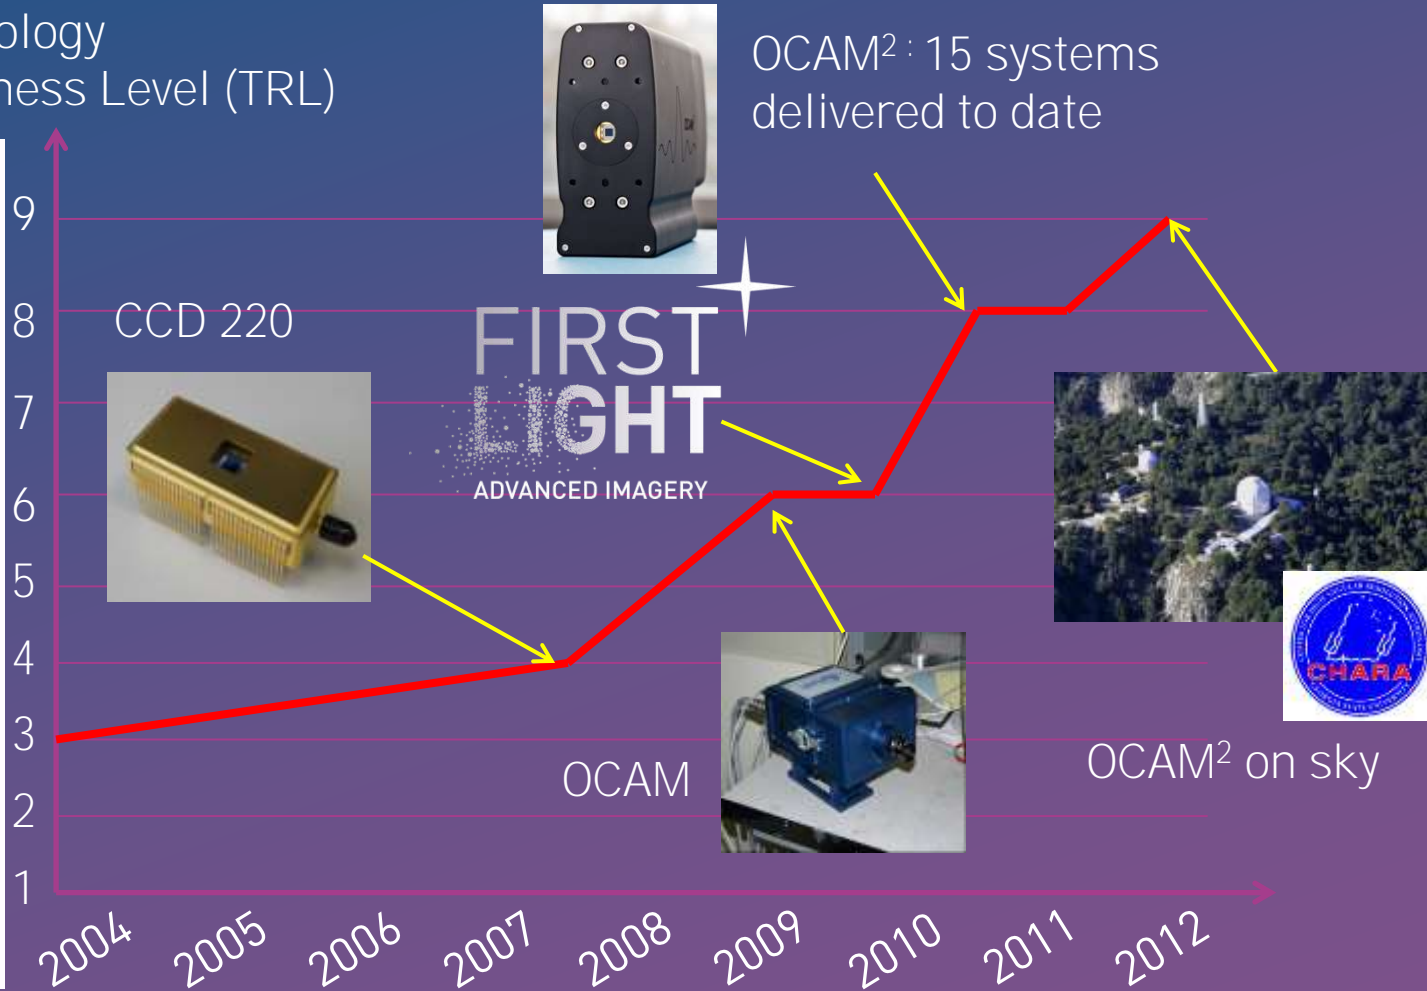 ology
ness Level (TRL)
OCAM² : 15 systems
delivered to date
9
8
7
6
5
4
3
2
1
CCD 220
FIRST
LIGHT
ADVANCED IMAGERY
OCAM
CHARA
OCAM² on sky
2004
2005
2006
2007
2008
2009
2010
2011
2012